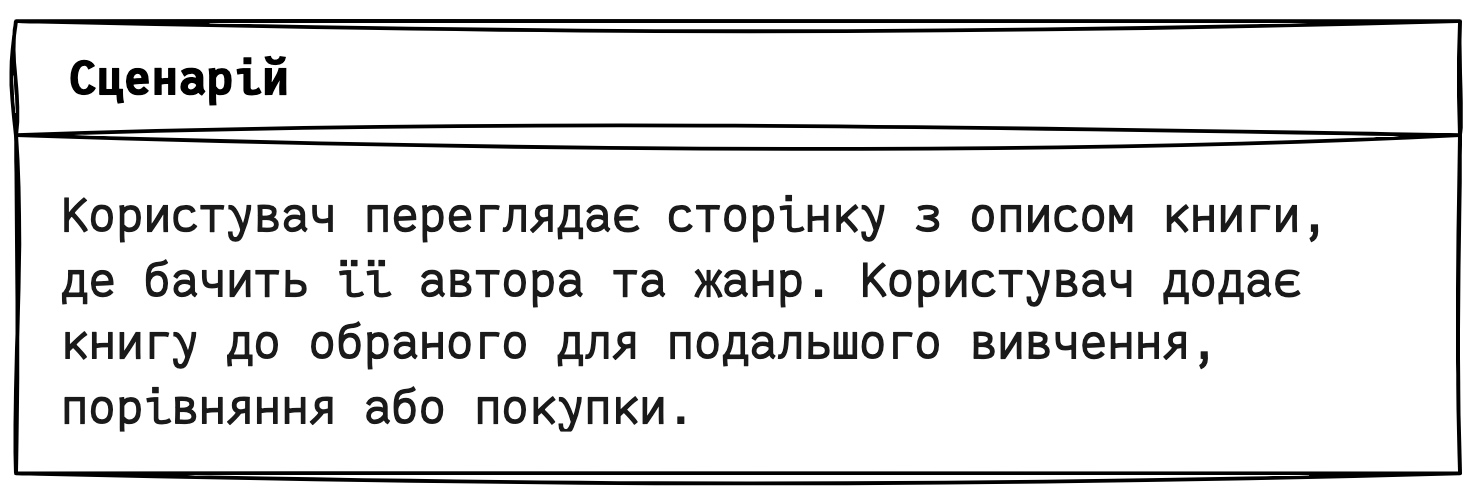 Сценарій
Користувач переглядає сторінку з описом книги,
де бачить її автора та жанр. Користувач додає
книгу до обраного для подальшого вивчення,
порівняння або покупки.